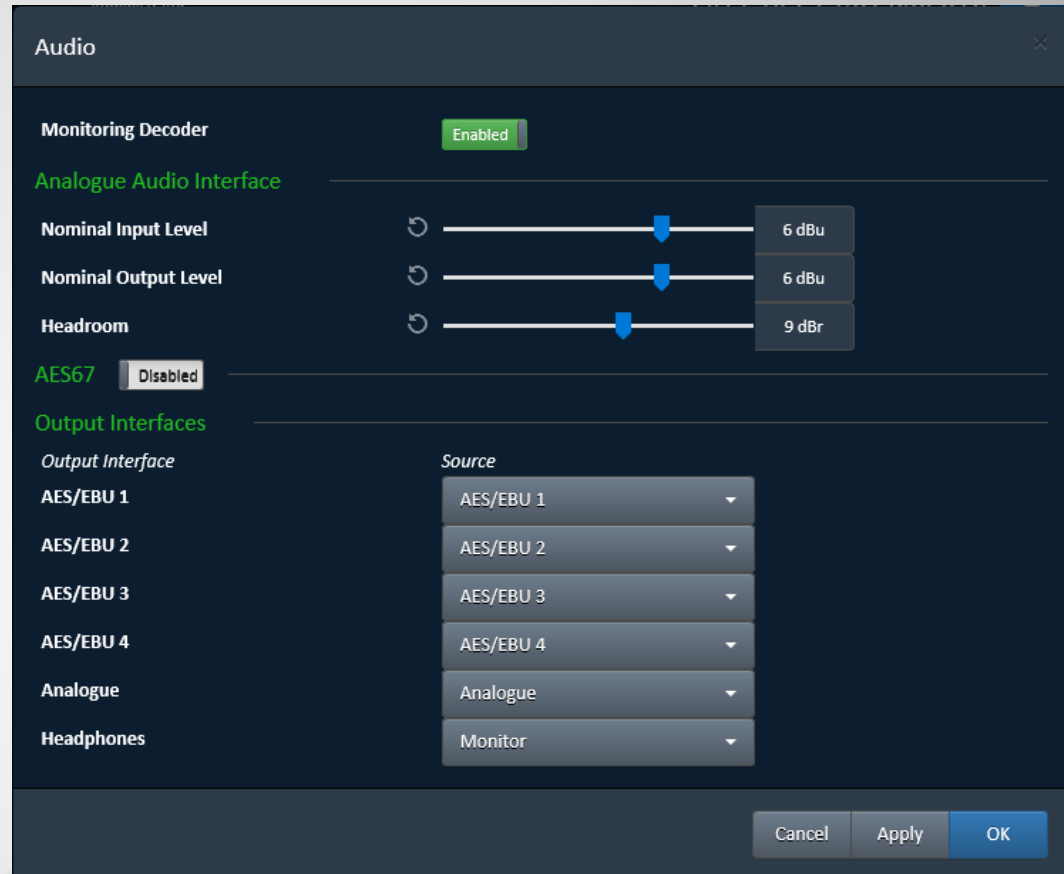 Audio
Monitoring Decoder Enabled
Analogue Audio Interface
Nominal Input Level 6 dBu
Nominal Output Level 6 dBu
Headroom 9 dBr
AES67 Disabled
Output Interfaces
Output Interface Source
AES/EBU 1 AES/EBU 1
AES/EBU 2 AES/EBU 2
AES/EBU 3 AES/EBU 3
AES/EBU 4 AES/EBU 4
Analogue Analogue
Headphones Monitor
Cancel Apply OK